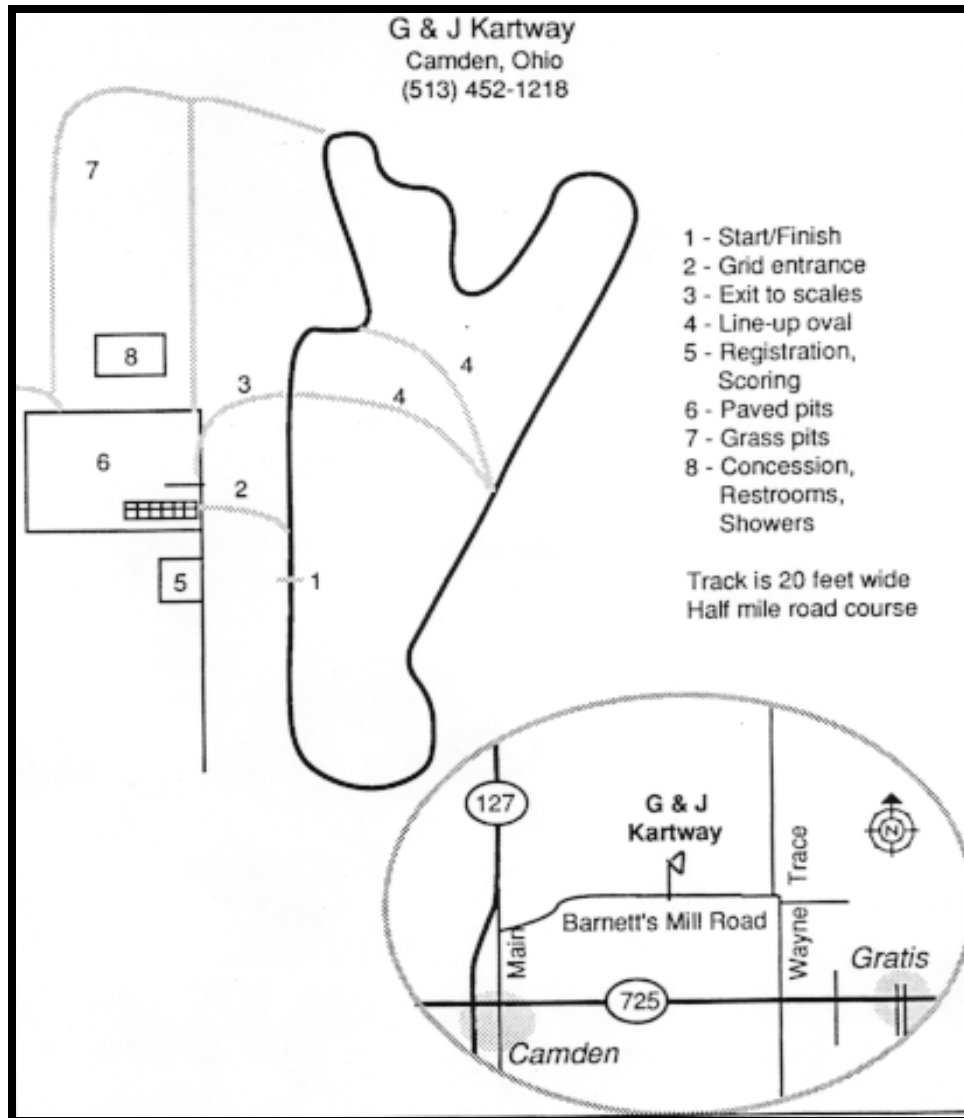 G & J Kartway
Camden, Ohio
(513) 452-1218
7
8
3
4
4
6
2
5
1
1 - Start/Finish
2 - Grid entrance
3 - Exit to scales
4 - Line-up oval
5 - Registration,
Scoring
6 - Paved pits
7 - Grass pits
8 - Concession,
Restrooms,
Showers
Track is 20 feet wide
Half mile road course
127
G & J
Kartway
N
Trace
Barnett's Mill Road
Main
Wayne
Gratis
725
Camden